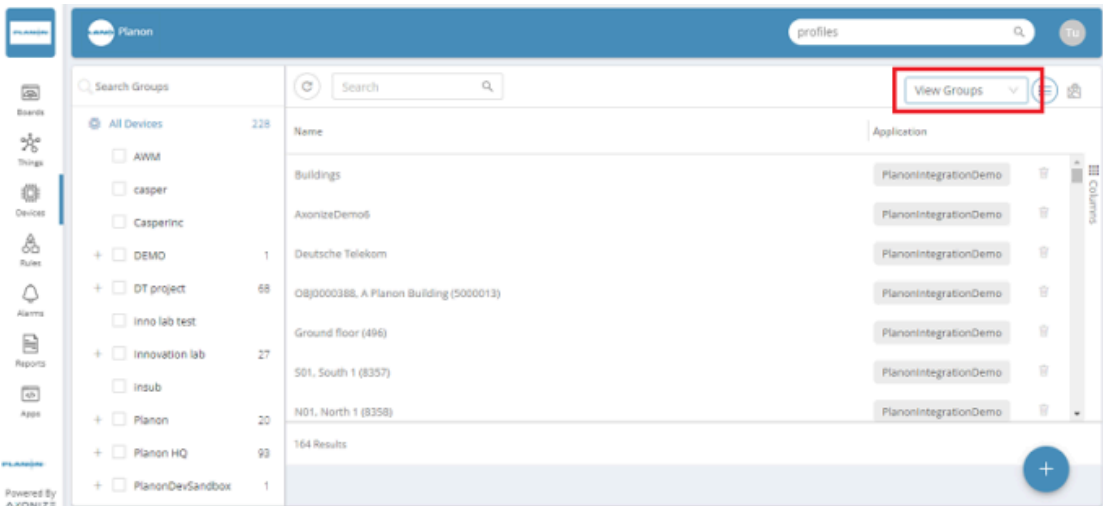 PLANON
Planon
profiles
Tu
Boards
Things
Devices
Rules
Alarms
Reports
Apps
PLANON
Powered By
AXONIZE
Search Groups
All Devices 228
AWM
casper
CasperInc
DEMO 1
DT project 68
inno lab test
Innovation lab 27
insub
Planon 20
Planon HQ 93
PlanonDevSandbox 1
Search
View Groups
Name Application
Buildings PlanonIntegrationDemo
AxonizeDemo6 PlanonIntegrationDemo
Deutsche Telekom PlanonIntegrationDemo
OBJ0000388, A Planon Building (5000013) PlanonIntegrationDemo
Ground floor (496) PlanonIntegrationDemo
S01, South 1 (8357) PlanonIntegrationDemo
N01, North 1 (8358) PlanonIntegrationDemo
Columns
164 Results